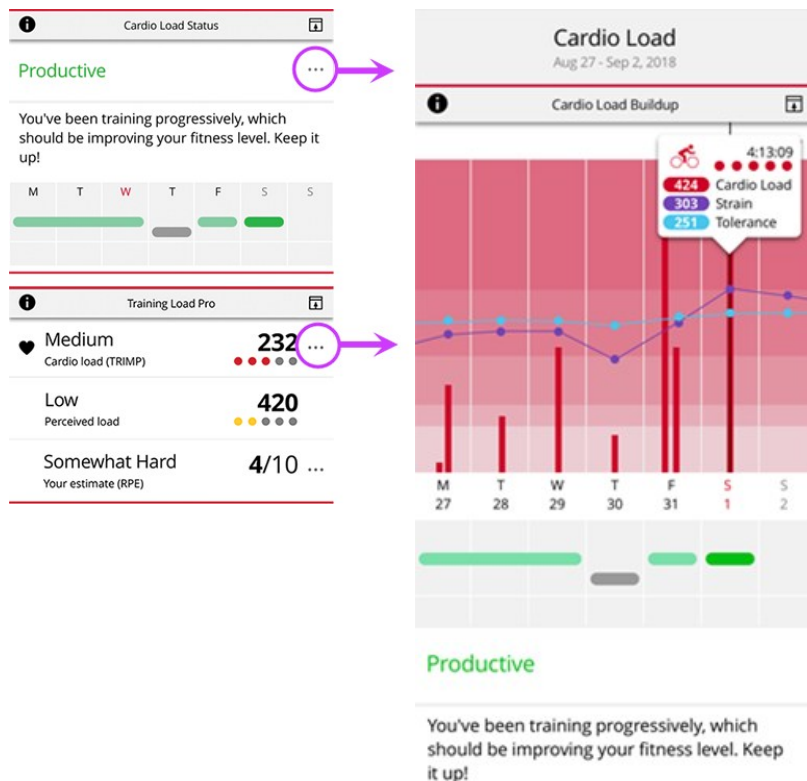 Cardio Load Status
Productive
You've been training progressively, which
should be improving your fitness level. Keep it
up!
M T W T F S S
Training Load Pro
Medium
232
Cardio load (TRIMP)
Low
420
Perceived load
Somewhat Hard
4/10
Your estimate (RPE)
Cardio Load
Aug 27 - Sep 2, 2018
Cardio Load Buildup
4:13:09
424 Cardio Load
303 Strain
251 Tolerance
M T W T F S S
27 28 29 30 31 1 2
Productive
You've been training progressively, which
should be improving your fitness level. Keep
it up!